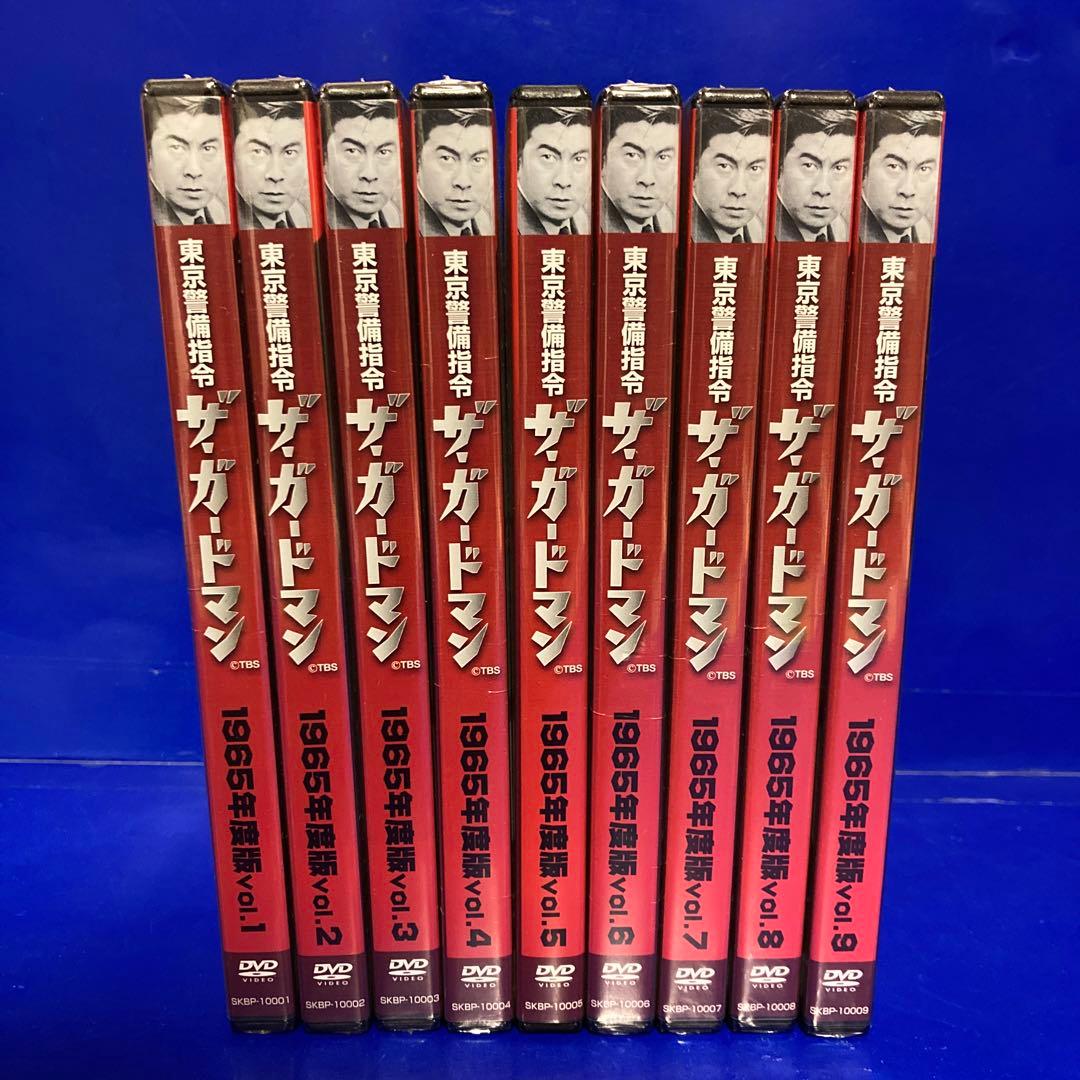 東京警備指令
ザ・ガードマン
©TBS
1965年度版vol.1
DVD
VIDEO
SKBP-10001
東京警備指令
ザ・ガードマン
©TBS
1965年度版vol.2
DVD
VIDEO
SKBP-10002
東京警備指令
ザ・ガードマン
©TBS
1965年度版vol.3
DVD
VIDEO
SKBP-10003
東京警備指令
ザ・ガードマン
©TBS
1965年度版vol.4
DVD
VIDEO
SKBP-10004
東京警備指令
ザ・ガードマン
©TBS
1965年度版vol.5
DVD
VIDEO
SKBP-10005
東京警備指令
ザ・ガードマン
©TBS
1965年度版vol.6
DVD
VIDEO
SKBP-10006
東京警備指令
ザ・ガードマン
©TBS
1965年度版vol.7
DVD
VIDEO
SKBP-10007
東京警備指令
ザ・ガードマン
©TBS
1965年度版vol.8
DVD
VIDEO
SKBP-10008
東京警備指令
ザ・ガードマン
©TBS
1965年度版vol.9
DVD
VIDEO
SKBP-10009